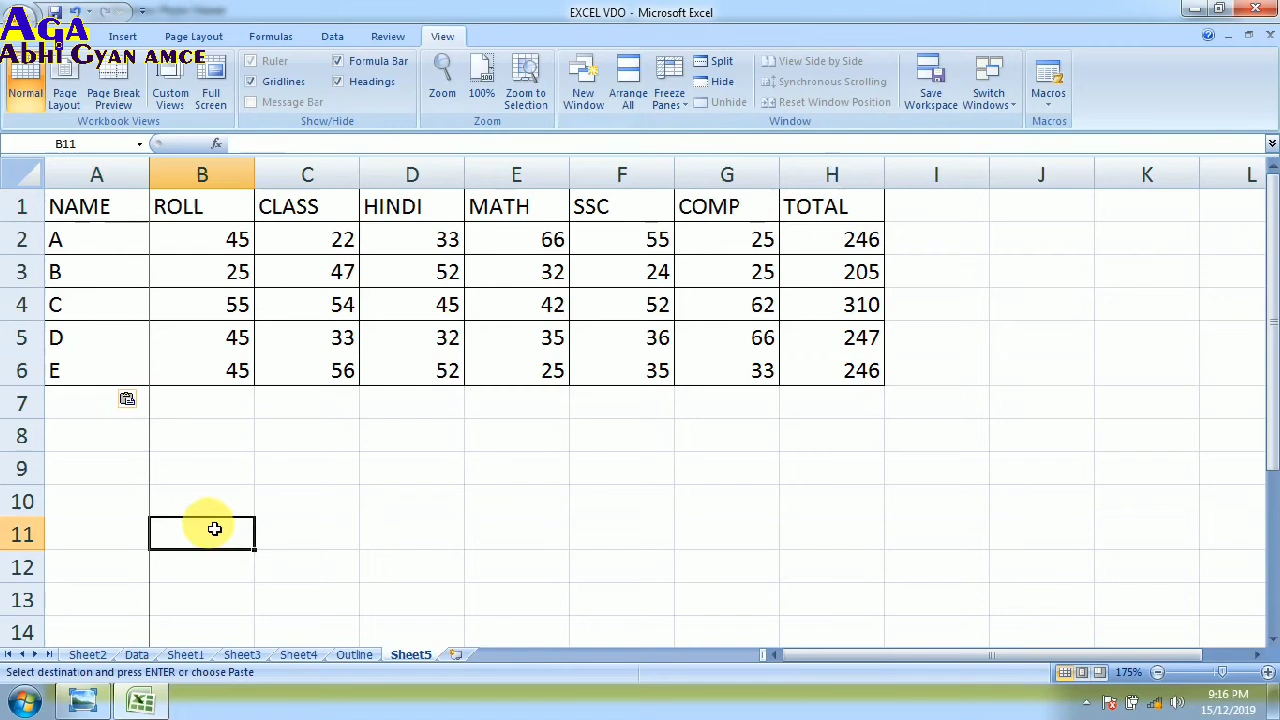 EXCEL VDO - Microsoft Excel
AGA
Abhi Gyan AMCE
Insert Page Layout Formulas Data Review View
Normal Page Layout Page Break Preview Custom Views Full Screen
Workbook Views
Ruler Formula Bar
Gridlines Headings
Message Bar
Show/Hide
Zoom 100% Zoom to Selection
Zoom
New Window Arrange All Freeze Panes
Split
Hide
Unhide
View Side by Side
Synchronous Scrolling
Reset Window Position
Window
Save Workspace Switch Windows
Macros
Macros
B11 fx
A B C D E F G H I J K L
1 NAME ROLL CLASS HINDI MATH SSC COMP TOTAL
2 A 45 22 33 66 55 25 246
3 B 25 47 52 32 24 25 205
4 C 55 54 45 42 52 62 310
5 D 45 33 32 35 36 66 247
6 E 45 56 52 25 35 33 246
7
8
9
10
11
12
13
14
Sheet2 Data Sheet1 Sheet3 Sheet4 Outline Sheet5
Select destination and press ENTER or choose Paste 175%
9:16 PM
15/12/2019